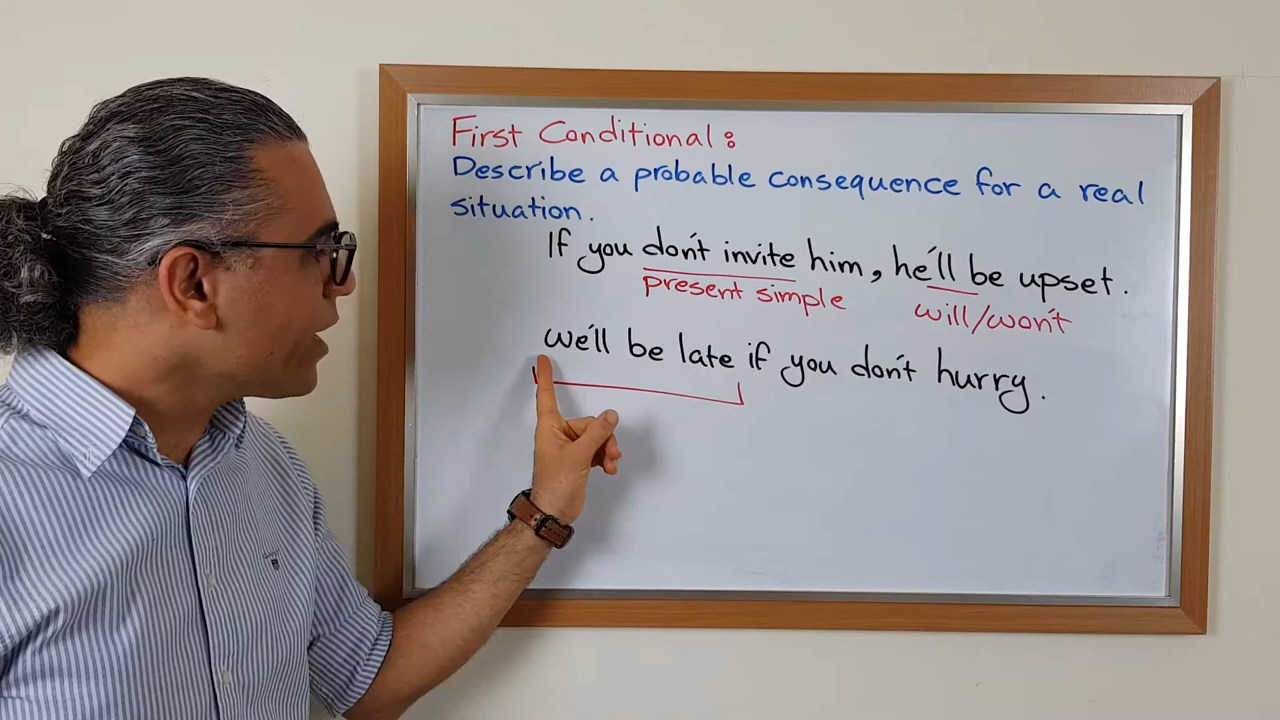 First Conditional:
Describe a probable consequence for a real
situation.
If you don't invite him, he'll be upset.
present simple will/won't
we'll be late if you don't hurry.